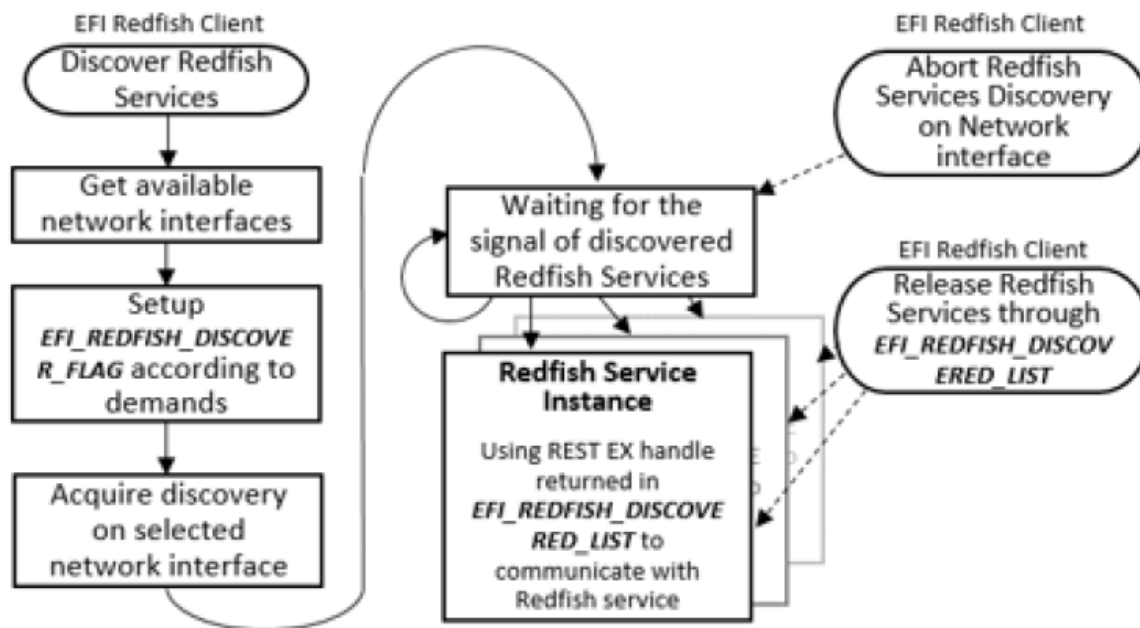 EFI Redfish Client
Discover Redfish
Services
Get available
network interfaces
Setup
EFI_REDFISH_DISCOVE
R_FLAG according to
demands
Acquire discovery
on selected
network interface
Waiting for the
signal of discovered
Redfish Services
Redfish Service
Instance
Using REST EX handle
returned in
EFI_REDFISH_DISCOVE
RED_LIST to
communicate with
Redfish service
EFI Redfish Client
Abort Redfish
Services Discovery
on Network
interface
EFI Redfish Client
Release Redfish
Services through
EFI_REDFISH_DISCOV
ERED_LIST